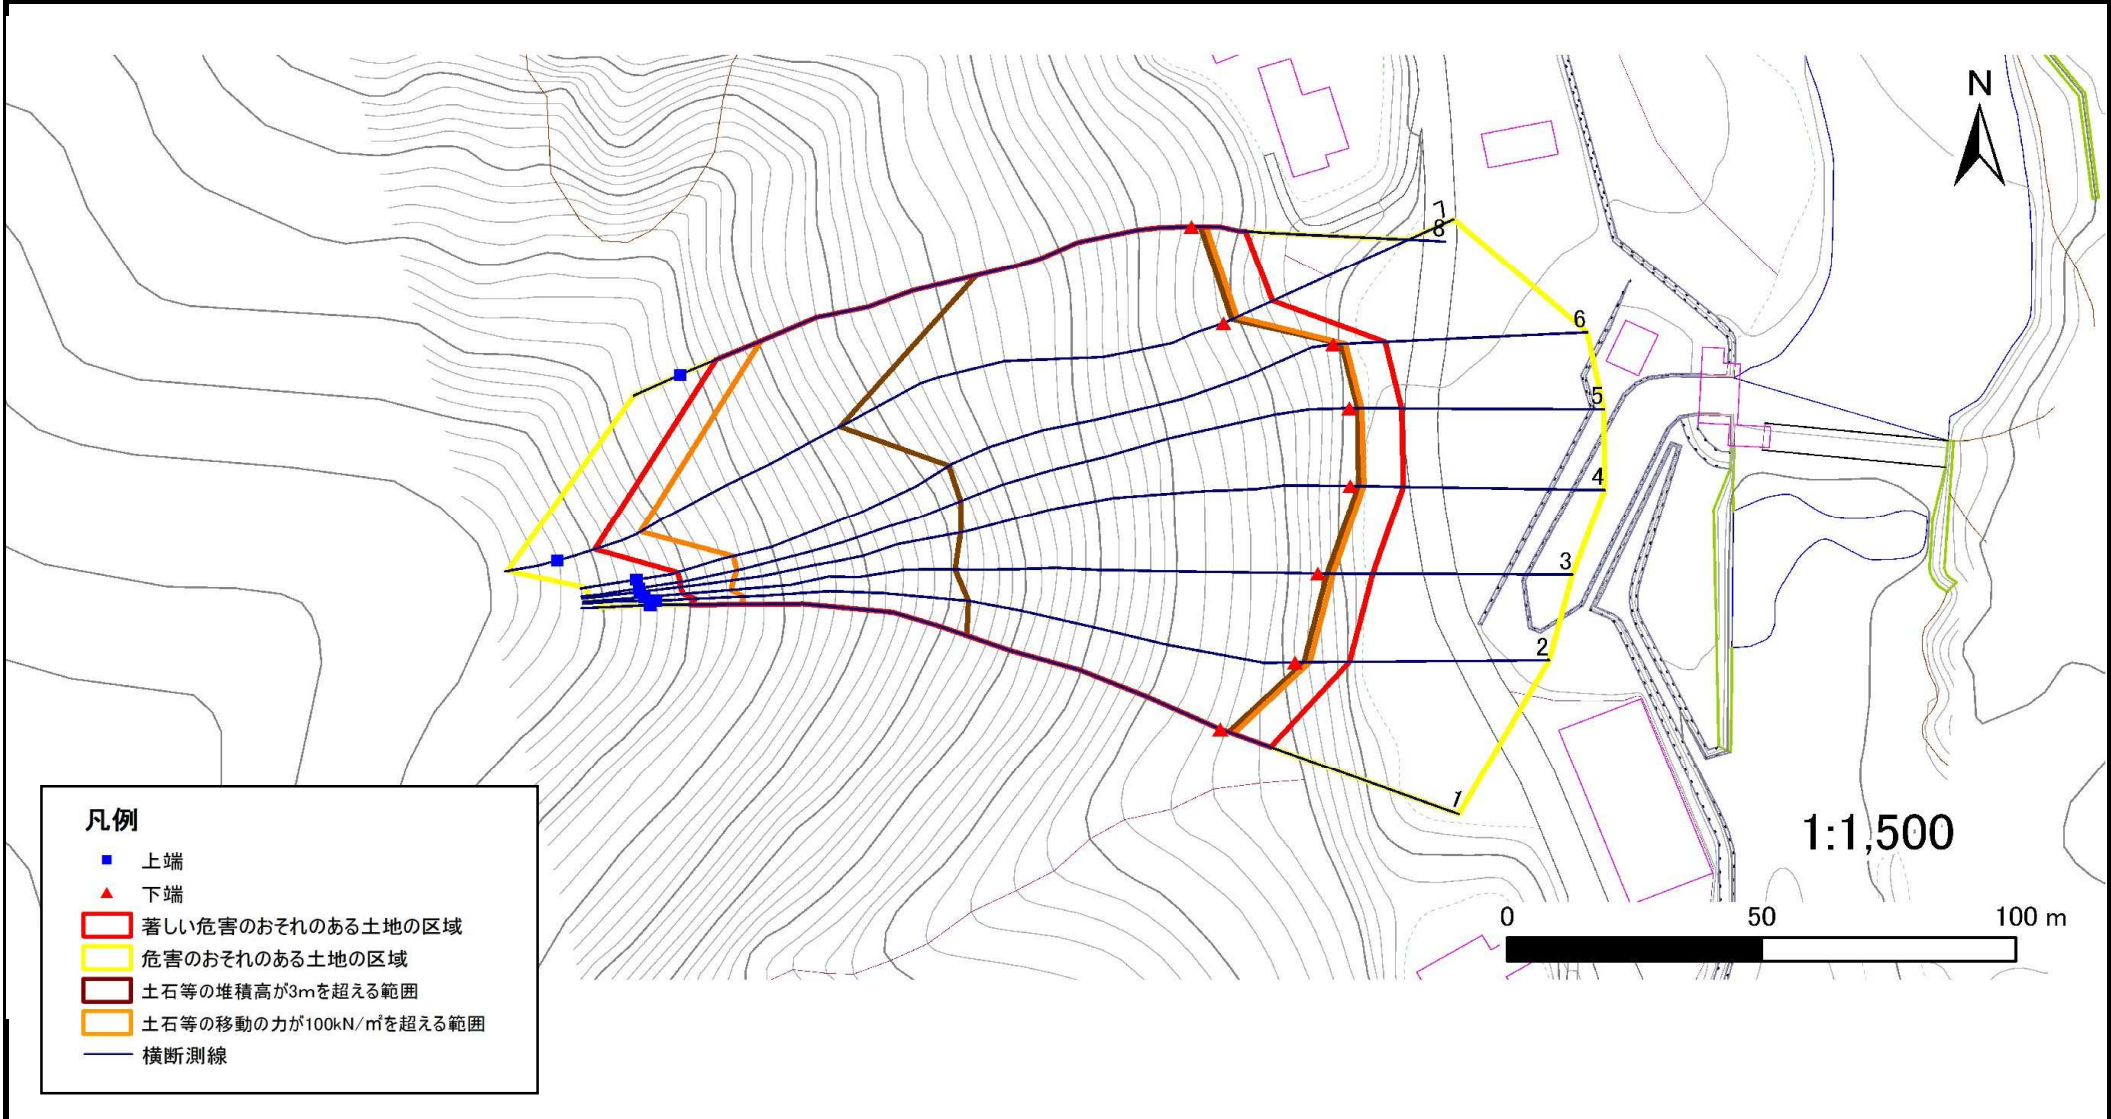 N
7
8
6
5
4
3
2
1
1:1,500
0 50 100 m
凡例
上端
下端
著しい危害のおそれのある土地の区域
危害のおそれのある土地の区域
土石等の堆積高が3mを超える範囲
土石等の移動の力が100kN/㎡を超える範囲
横断測線